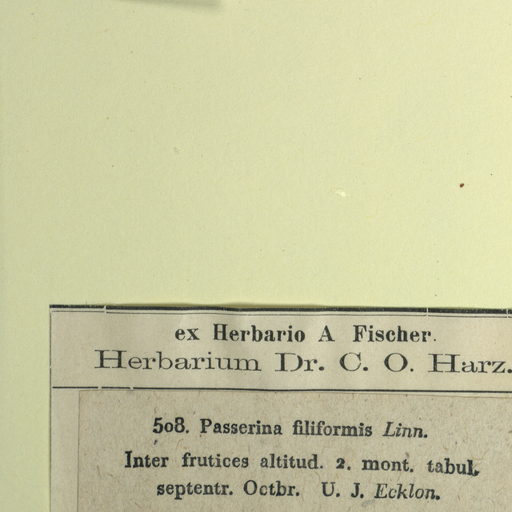 ex Herbario A Fischer.
Herbarium Dr. C. O. Harz.
508. Passerina filiformis Linn.
Inter frutices altitud. 2. mont. tabul.
septentr. Octbr. U. J. Ecklon.